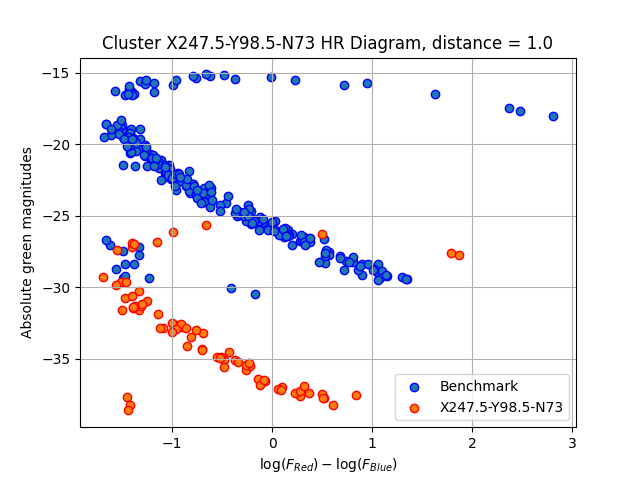 Cluster X247.5-Y98.5-N73 HR Diagram, distance = 1.0
Absolute green magnitudes
−15
−20
−25
−30
−35
−1
0
1
2
3
log(F_Red) − log(F_Blue)
Benchmark
X247.5-Y98.5-N73